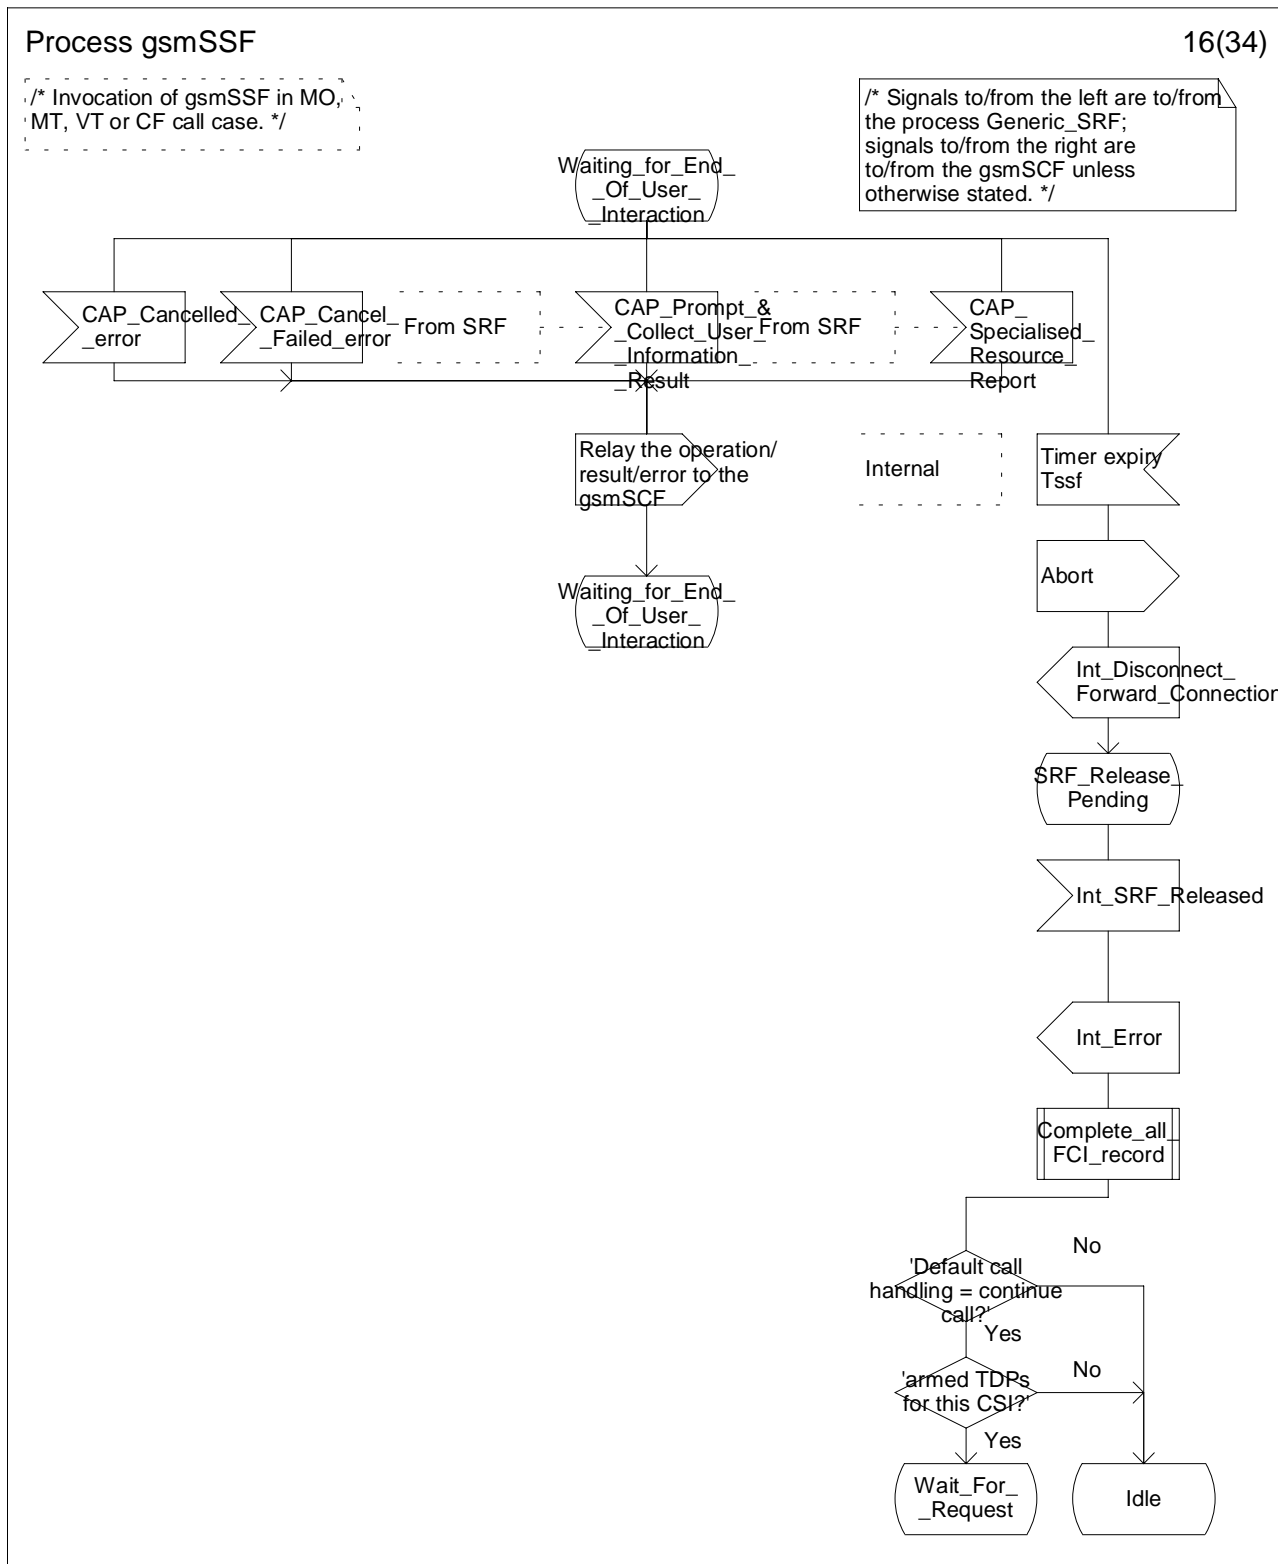 Process gsmSSF
16(34)
/* Invocation of gsmSSF in MO,
MT, VT or CF call case. */
/* Signals to/from the left are to/from
the process Generic_SRF;
signals to/from the right are
to/from the gsmSCF unless
otherwise stated. */
Waiting_for_End_
_Of_User_
_Interaction
CAP_Cancelled_
_error
CAP_Cancel_
_Failed_error
From SRF
CAP_Prompt_&
_Collect_User_
_Information_
_Result
From SRF
CAP_
Specialised_
Resource_
Report
Relay the operation/
result/error to the
gsmSCF
Internal
Timer expiry
Tssf
Waiting_for_End_
_Of_User_
_Interaction
Abort
Int_Disconnect_
Forward_Connection
SRF_Release_
Pending
Int_SRF_Released
Int_Error
Complete_all_
FCI_record
'Default call
handling = continue
call?'
No
Yes
'armed TDPs
for this CSI?'
No
Yes
Wait_For_
_Request
Idle